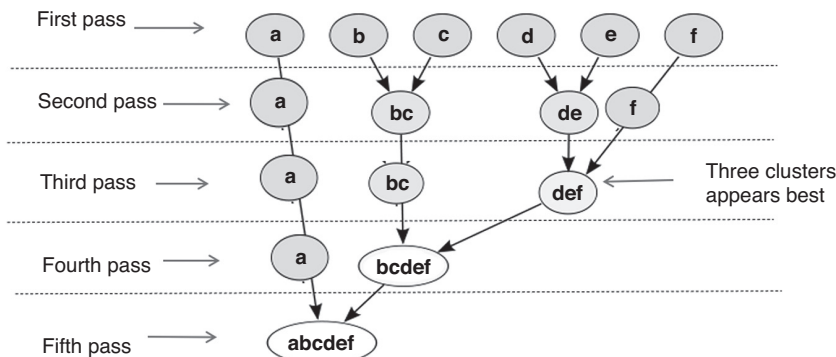 First pass
a b c d e f
Second pass
a bc de f
Third pass
a bc def
Three clusters
appears best
Fourth pass
a bcdef
Fifth pass
abcdef